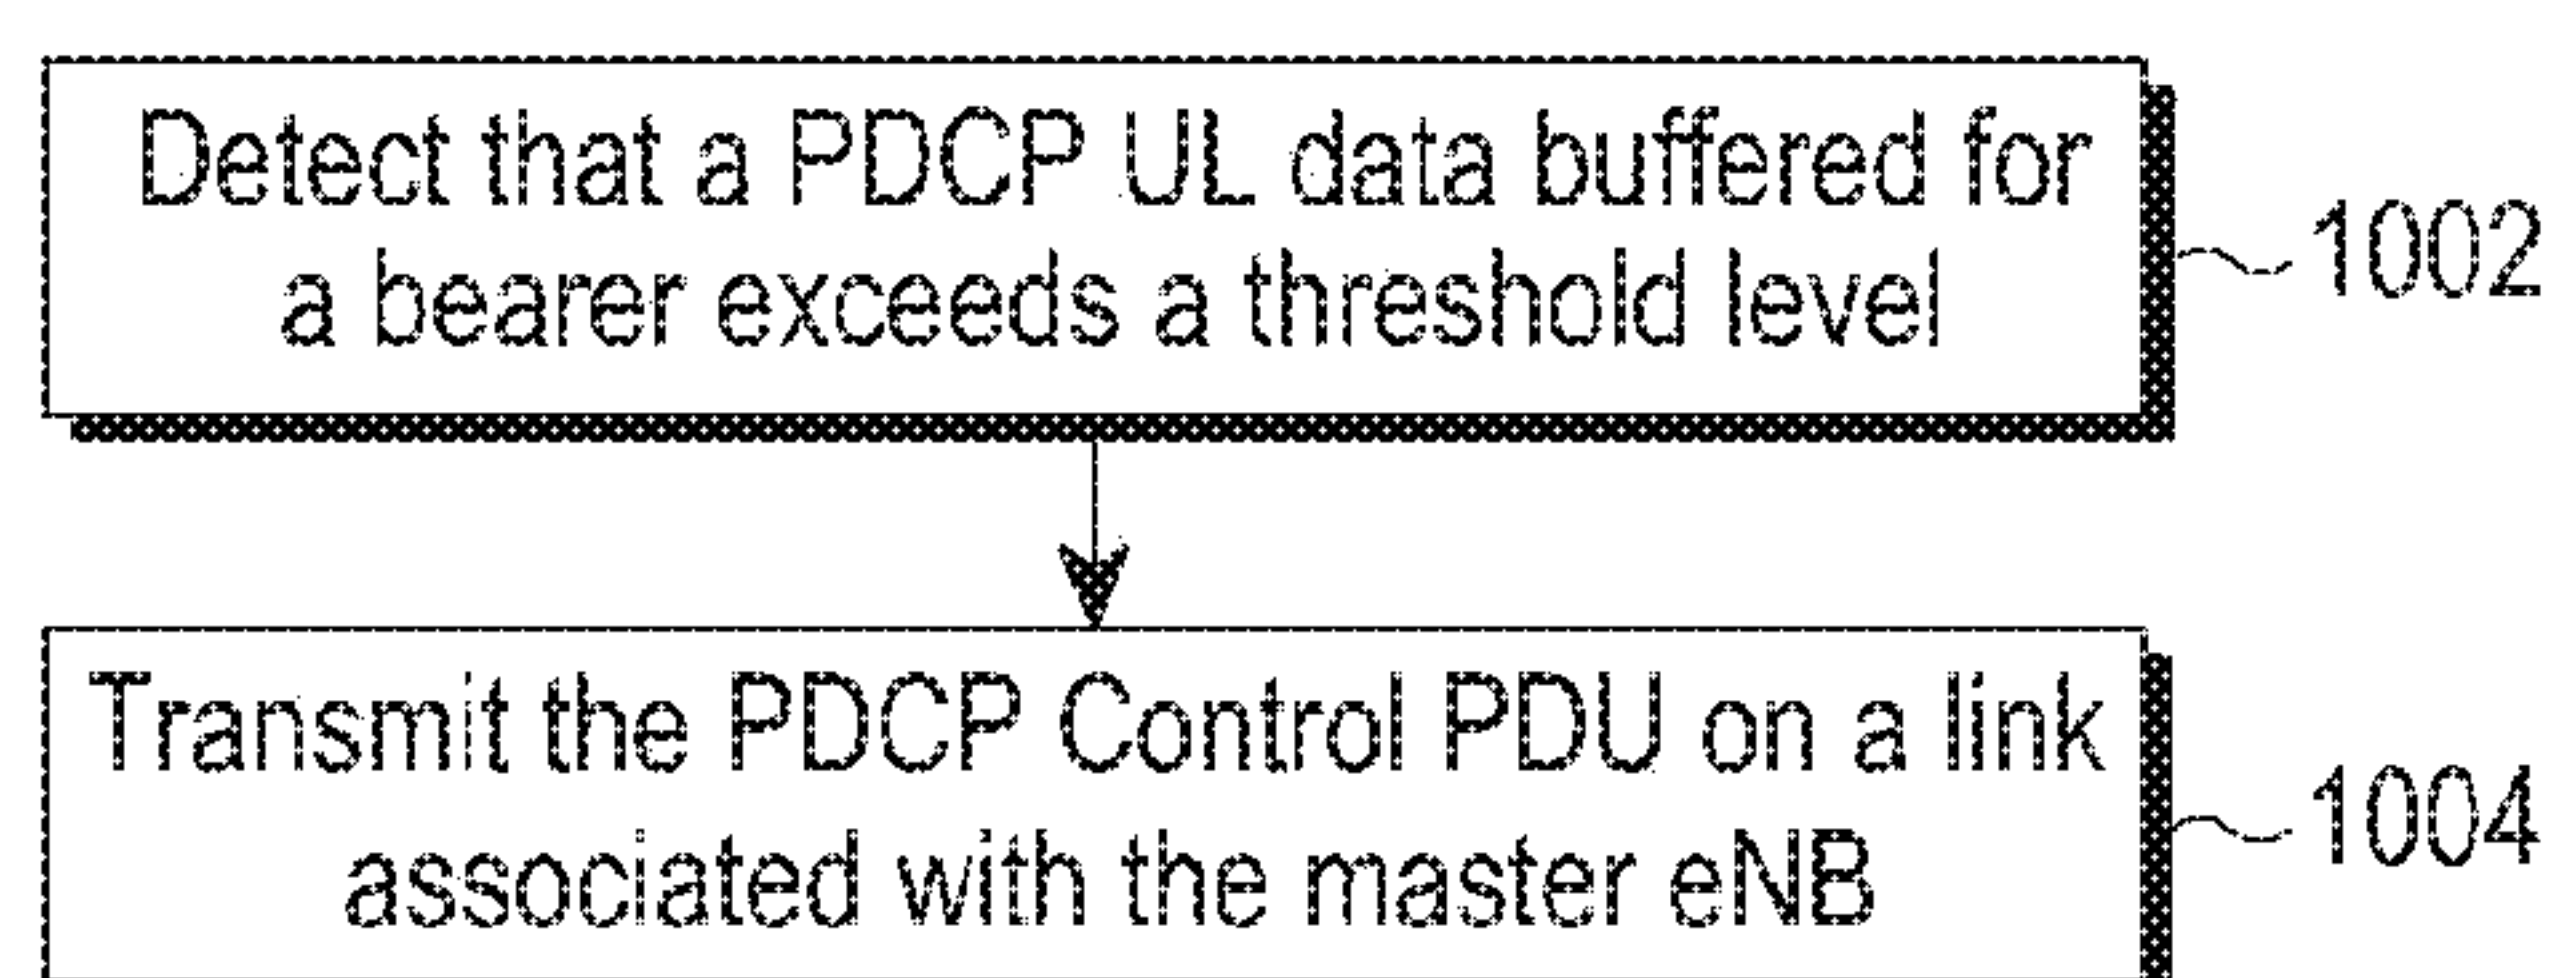 Detect that a PDCP UL data buffered for
a bearer exceeds a threshold level
1002
Transmit the PDCP Control PDU on a link
associated with the master eNB
1004